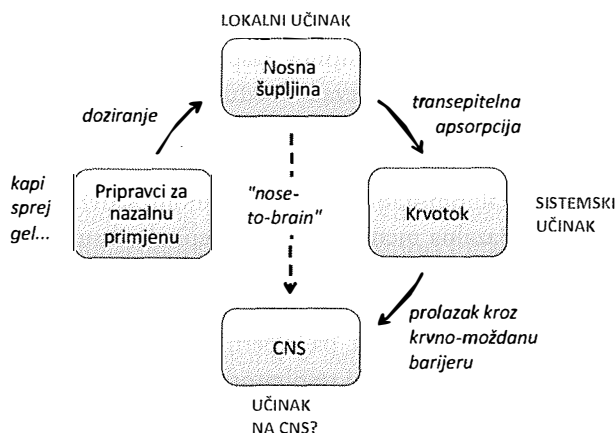 LOKALNI UČINAK
Nosna
šupljina
doziranje
transepitelna
apsorpcija
kapi
sprej
gel...
Pripravci za
nazalnu
primjenu
"nose-
to-brain"
Krvotok
SISTEMSKI
UČINAK
prolazak kroz
krvno-moždanu
barijeru
CNS
UČINAK
NA CNS?